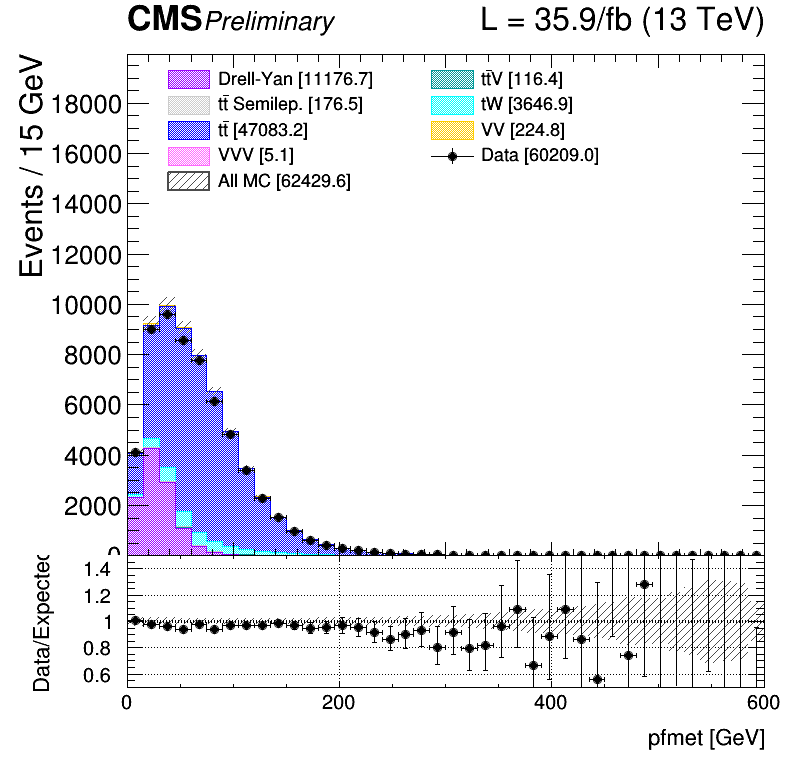 CMS Preliminary L = 35.9/fb (13 TeV)
Events / 15 GeV
18000
16000
14000
12000
10000
8000
6000
4000
2000
0
Drell-Yan [11176.7]
tt̄ Semilep. [176.5]
tt̄ [47083.2]
VVV [5.1]
All MC [62429.6]
tt̄V [116.4]
tW [3646.9]
VV [224.8]
Data [60209.0]
Data/Expected
1.4
1.2
1
0.8
0.6
0 200 400 600
pfmet [GeV]